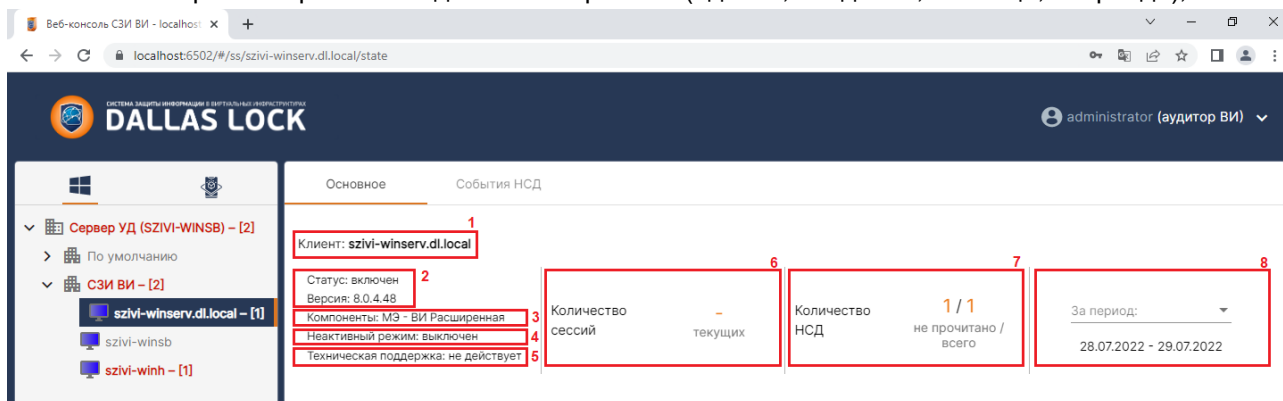 Веб-консоль СЗИ ВИ - localhost
localhost:6502/#/ss/szivi-winserv.dl.local/state
СИСТЕМА ЗАЩИТЫ ИНФОРМАЦИИ В ВИРТУАЛЬНЫХ ИНФРАСТРУКТУРАХ
DALLAS LOCK
administrator (аудитор ВИ)
Основное
События НСД
Сервер УД (SZIVI-WINSB) – [2]
По умолчанию
СЗИ ВИ – [2]
szivi-winserv.dl.local – [1]
szivi-winsb
szivi-winh – [1]
1
Клиент: szivi-winserv.dl.local
2
Статус: включен
Версия: 8.0.4.48
Компоненты: МЭ - ВИ Расширенная
3
Неактивный режим: выключен
4
Техническая поддержка: не действует
5
6
Количество
сессий
–
текущих
7
Количество
НСД
1 / 1
не прочитано /
всего
8
За период:
28.07.2022 - 29.07.2022